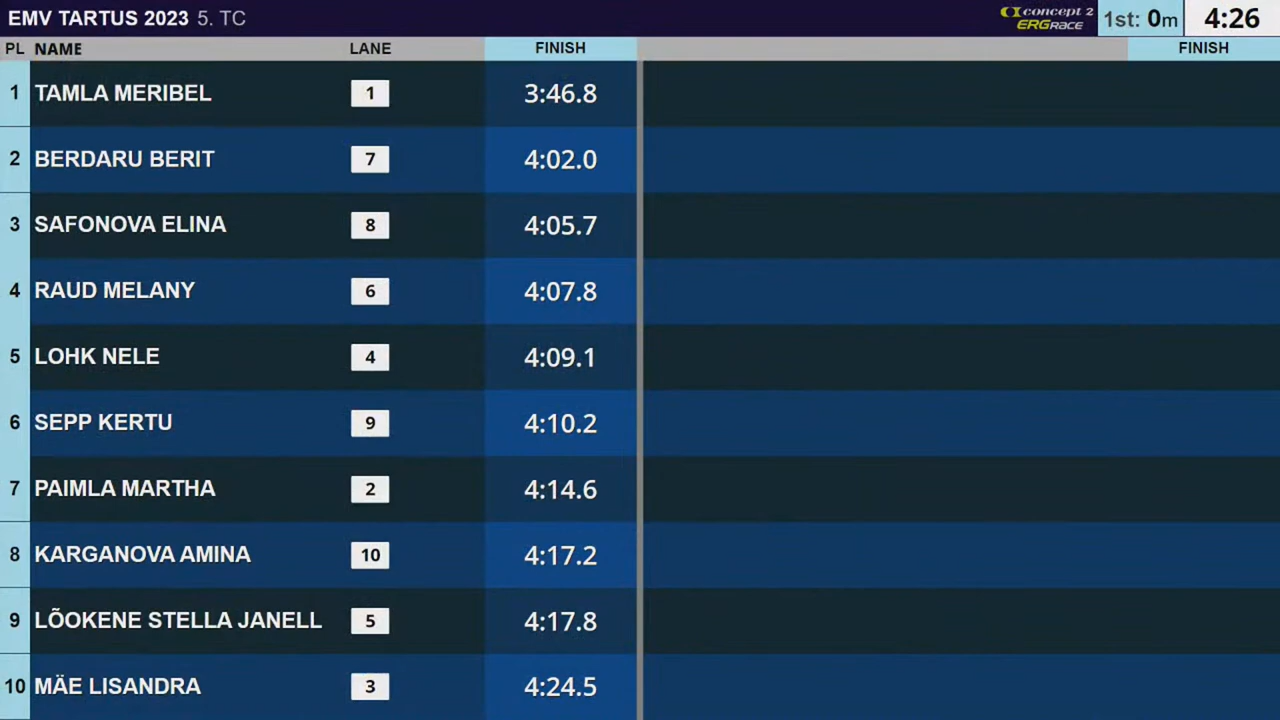 EMV TARTUS 2023 5. TC concept 2 ERGRACE 1st: 0m 4:26
PL NAME LANE FINISH FINISH
1 TAMLA MERIBEL 1 3:46.8
2 BERDARU BERIT 7 4:02.0
3 SAFONOVA ELINA 8 4:05.7
4 RAUD MELANY 6 4:07.8
5 LOHK NELE 4 4:09.1
6 SEPP KERTU 9 4:10.2
7 PAIMLA MARTHA 2 4:14.6
8 KARGANOVA AMINA 10 4:17.2
9 LÕOKENE STELLA JANELL 5 4:17.8
10 MÄE LISANDRA 3 4:24.5